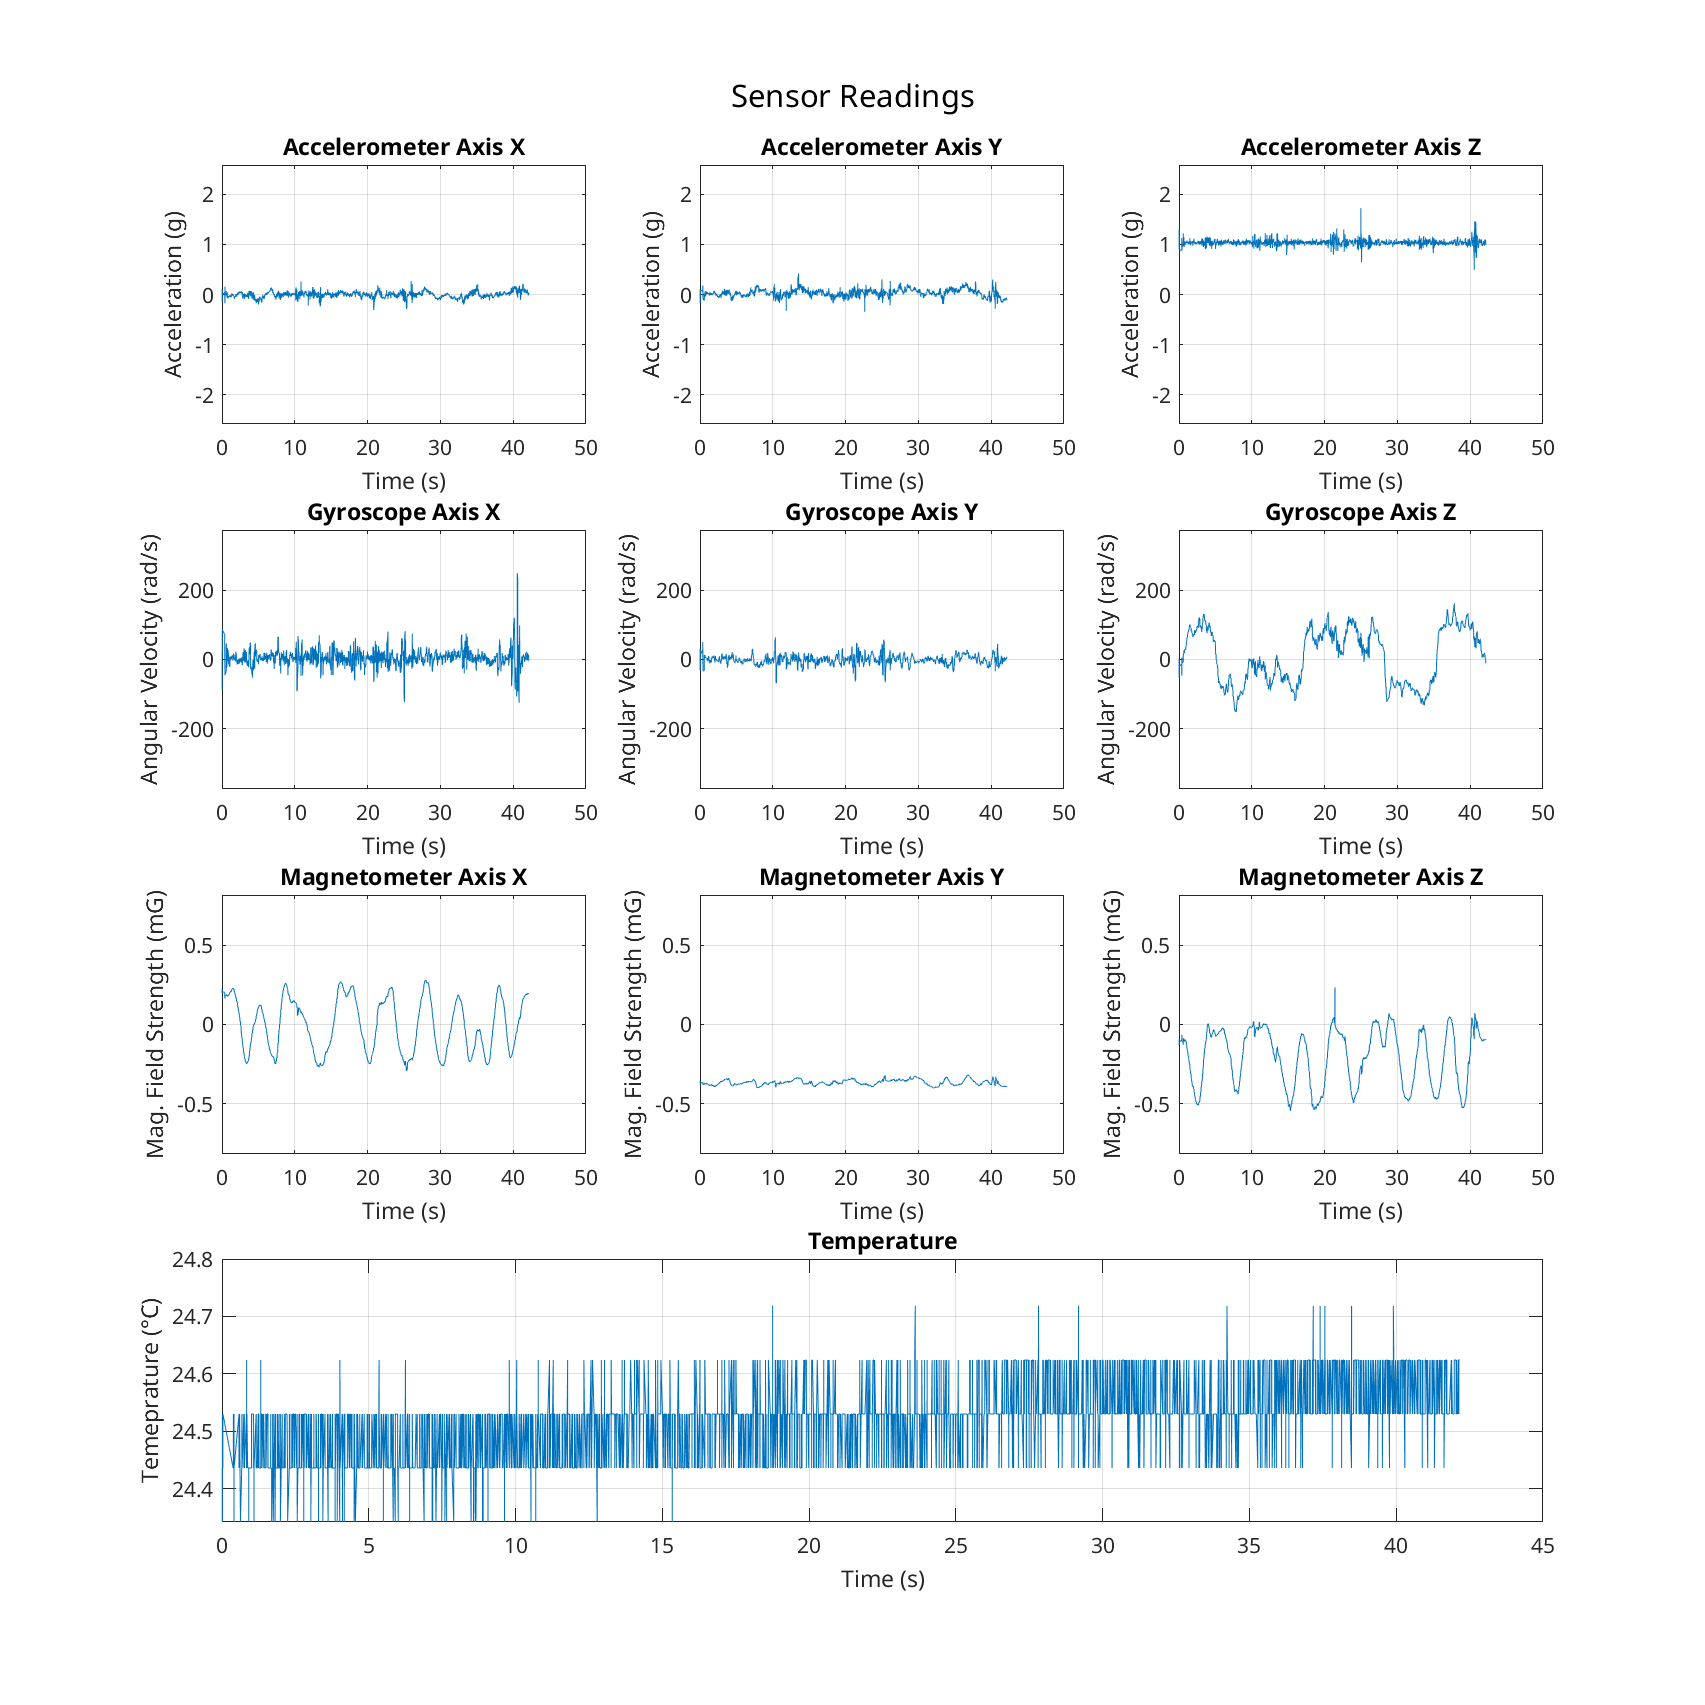 Sensor Readings
Accelerometer Axis X
Acceleration (g)
2
1
0
-1
-2
0 10 20 30 40 50
Time (s)
Accelerometer Axis Y
Acceleration (g)
2
1
0
-1
-2
0 10 20 30 40 50
Time (s)
Accelerometer Axis Z
Acceleration (g)
2
1
0
-1
-2
0 10 20 30 40 50
Time (s)
Gyroscope Axis X
Angular Velocity (rad/s)
200
0
-200
0 10 20 30 40 50
Time (s)
Gyroscope Axis Y
Angular Velocity (rad/s)
200
0
-200
0 10 20 30 40 50
Time (s)
Gyroscope Axis Z
Angular Velocity (rad/s)
200
0
-200
0 10 20 30 40 50
Time (s)
Magnetometer Axis X
Mag. Field Strength (mG)
0.5
0
-0.5
0 10 20 30 40 50
Time (s)
Magnetometer Axis Y
Mag. Field Strength (mG)
0.5
0
-0.5
0 10 20 30 40 50
Time (s)
Magnetometer Axis Z
Mag. Field Strength (mG)
0.5
0
-0.5
0 10 20 30 40 50
Time (s)
Temperature
Temeprature (°C)
24.8
24.7
24.6
24.5
24.4
0 5 10 15 20 25 30 35 40 45
Time (s)